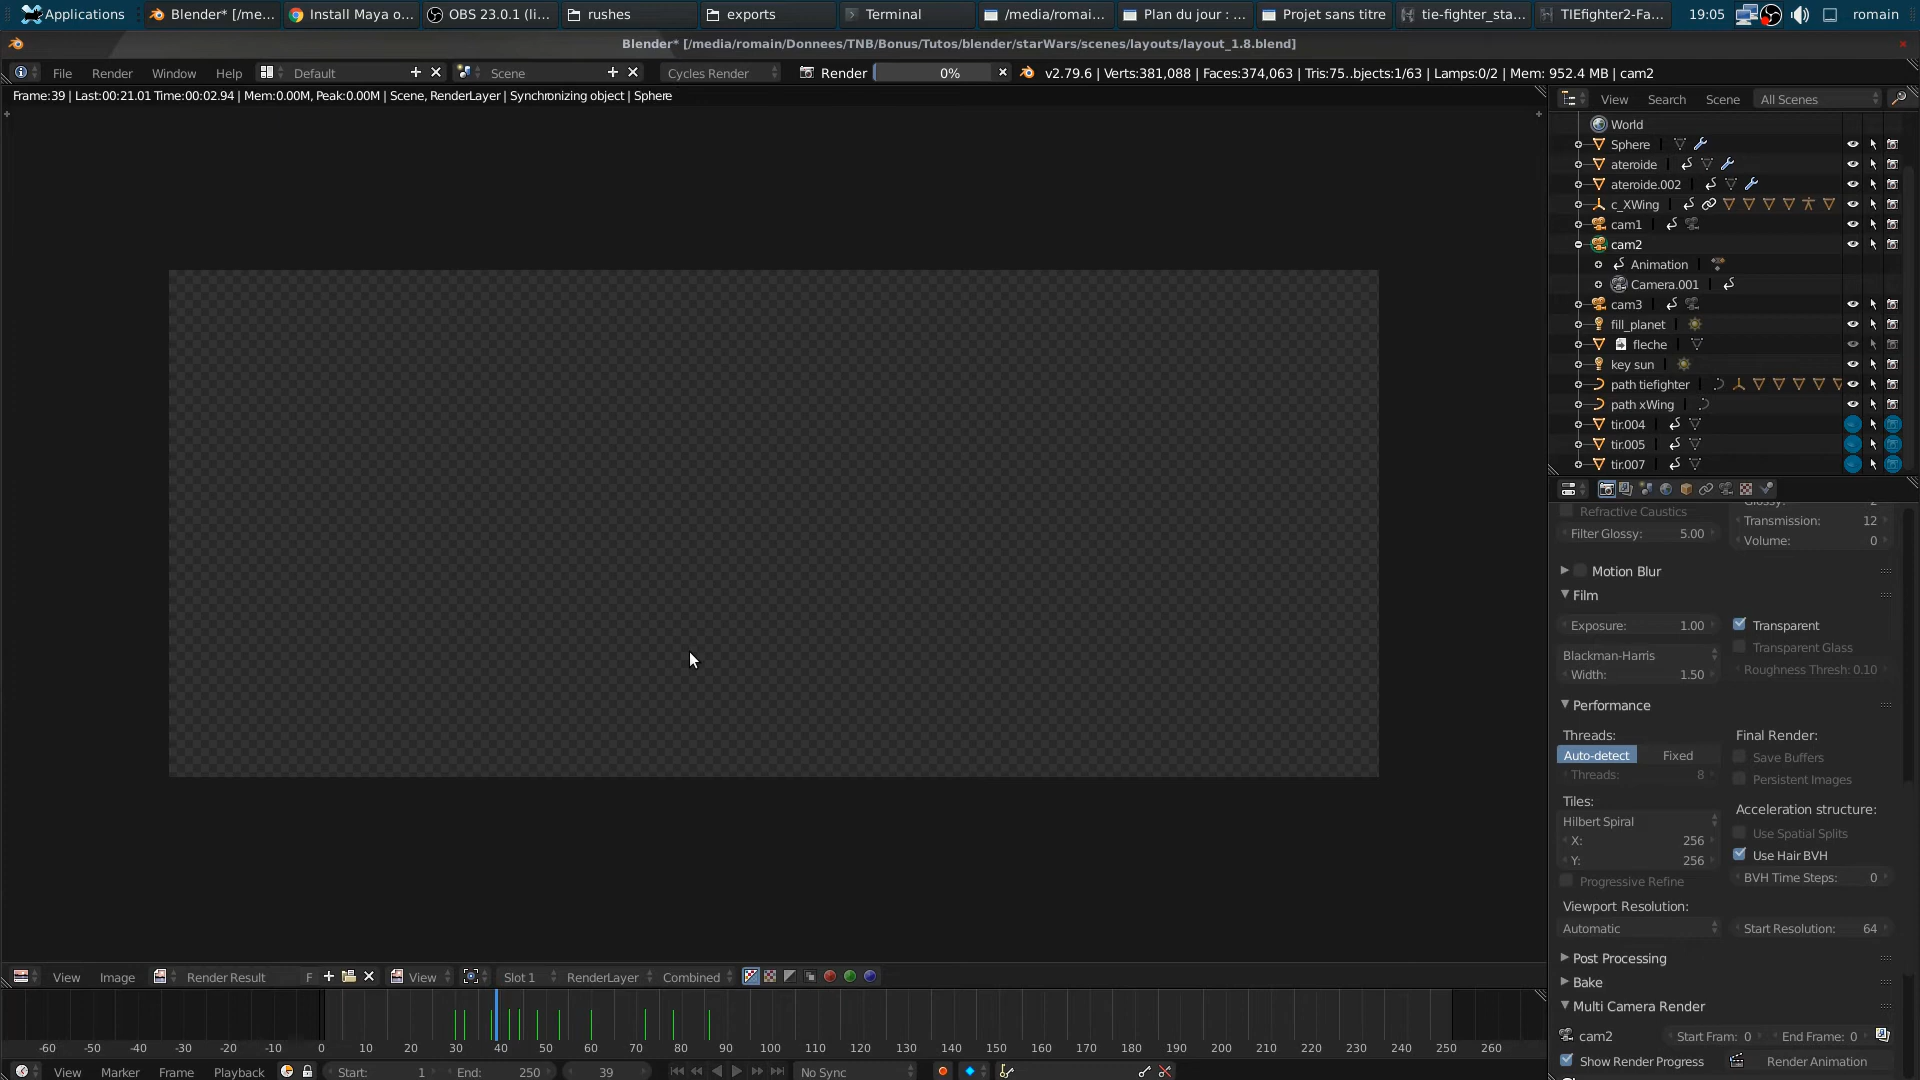 Applications
Blender* [/me...
Install Maya o...
OBS 23.0.1 (li...
rushes
exports
Terminal
/media/romai...
Plan du jour : ...
Projet sans titre
tie-fighter_sta...
TIEfighter2-Fa...
19:05
romain
Blender* [/media/romain/Donnees/TNB/Bonus/Tutos/blender/starWars/scenes/layouts/layout_1.8.blend]
File Render Window Help Default Scene Cycles Render Render 0% v2.79.6 | Verts:381,088 | Faces:374,063 | Tris:75..bjects:1/63 | Lamps:0/2 | Mem: 952.4 MB | cam2
Frame:39 | Last:00:21.01 Time:00:02.94 | Mem:0.00M, Peak:0.00M | Scene, RenderLayer | Synchronizing object | Sphere
View Search Scene All Scenes
World
Sphere
ateroide
ateroide.002
c_XWing
cam1
cam2
Animation
Camera.001
cam3
fill_planet
fleche
key sun
path tiefighter
path xWing
tir.004
tir.005
tir.007
Refractive Caustics
Filter Glossy: 5.00
Transmission: 12
Volume: 0
Motion Blur
Film
Exposure: 1.00
Transparent
Transparent Glass
Blackman-Harris
Width: 1.50
Roughness Thresh: 0.10
Performance
Threads:
Final Render:
Auto-detect Fixed
Save Buffers
Threads: 8
Persistent Images
Tiles:
Acceleration structure:
Hilbert Spiral
Use Spatial Splits
X: 256
Use Hair BVH
Y: 256
BVH Time Steps: 0
Progressive Refine
Viewport Resolution:
Automatic
Start Resolution: 64
Post Processing
Bake
Multi Camera Render
cam2
Start Fram: 0
End Frame: 0
Show Render Progress
Render Animation
View Image Render Result F View Slot 1 RenderLayer Combined
-60 -50 -40 -30 -20 -10 0 10 20 30 40 50 60 70 80 90 100 110 120 130 140 150 160 170 180 190 200 210 220 230 240 250 260
View Marker Frame Playback Start: 1 End: 250 39 No Sync